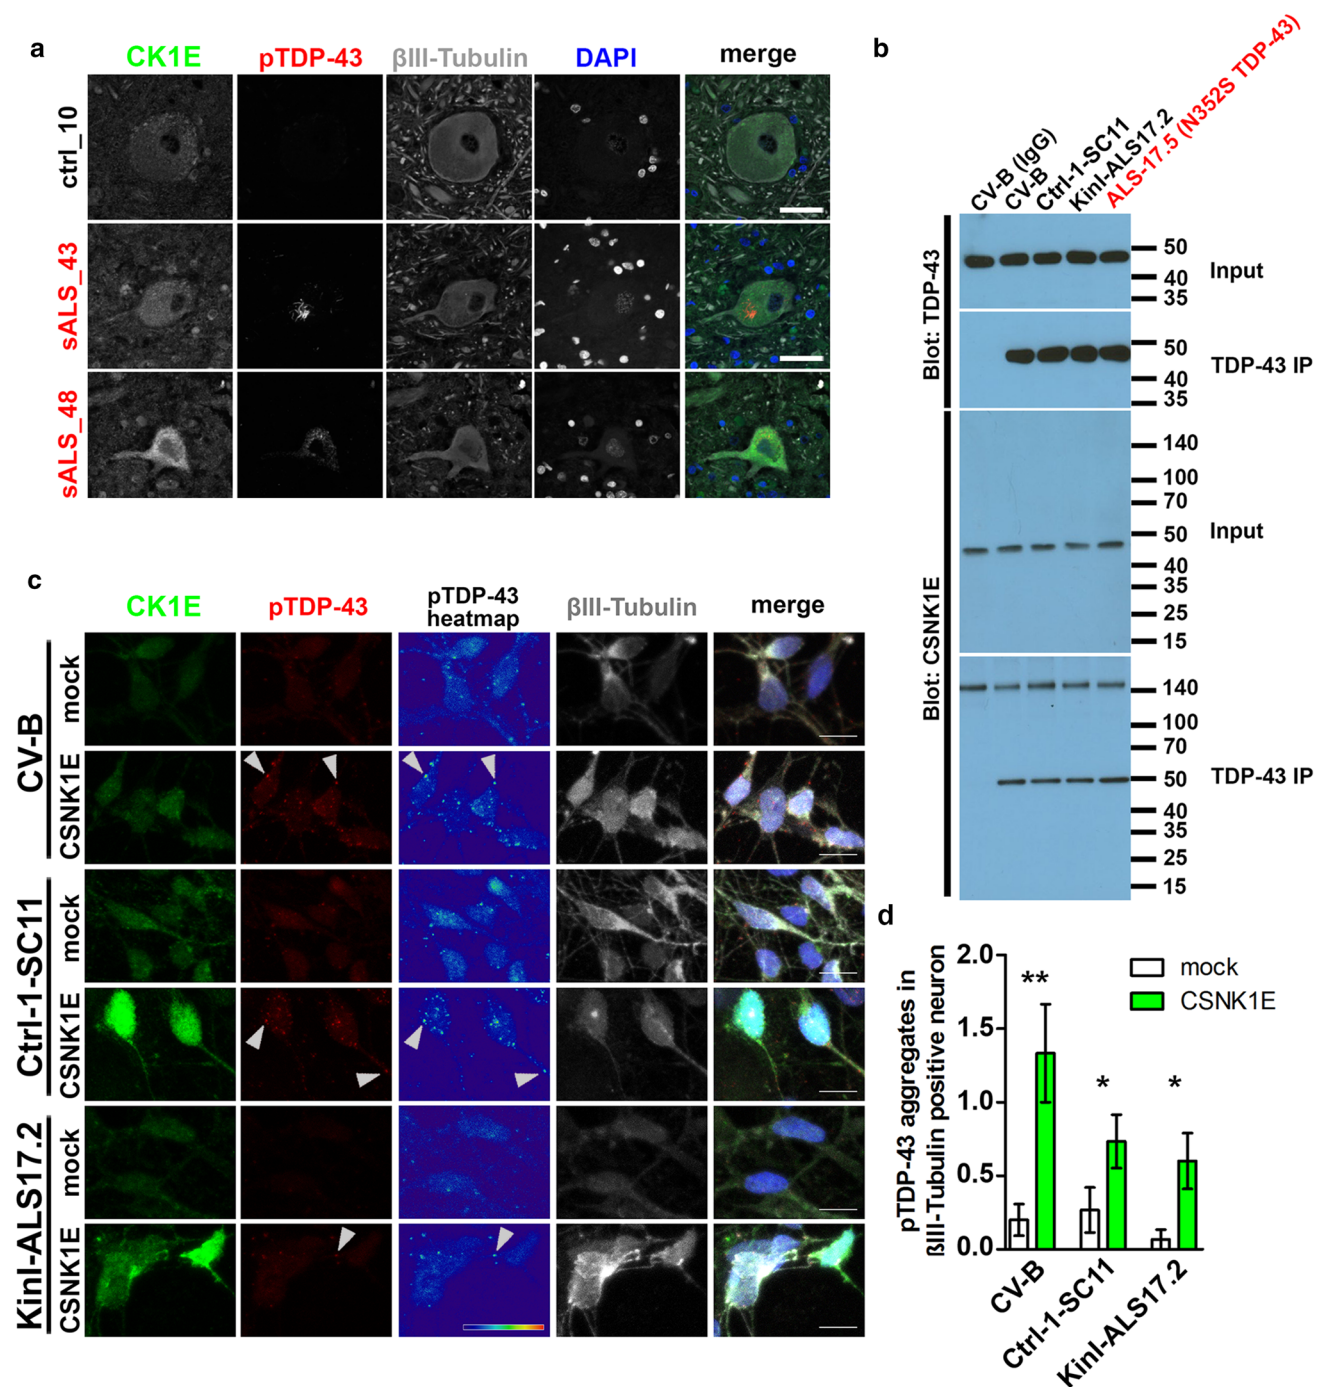 a
CK1E pTDP-43 βIII-Tubulin DAPI merge
ctrl_10
sALS_43
sALS_48
b
CV-B (IgG)
CV-B
Ctrl-1-SC11
KinI-ALS17.2
ALS-17.5 (N352S TDP-43)
Blot: TDP-43
50
40
35
Input
50
40
35
TDP-43 IP
Blot: CSNK1E
140
100
70
50
40
35
25
15
Input
140
100
70
50
40
35
25
15
TDP-43 IP
c
CK1E pTDP-43 pTDP-43 heatmap βIII-Tubulin merge
CV-B
mock
CSNK1E
Ctrl-1-SC11
mock
CSNK1E
KinI-ALS17.2
mock
CSNK1E
d
pTDP-43 aggregates in
ßIII-Tubulin positive neuron
2.0
1.5
1.0
0.5
0.0
** * *
mock
CSNK1E
CV-B
Ctrl-1-SC11
KinI-ALS17.2